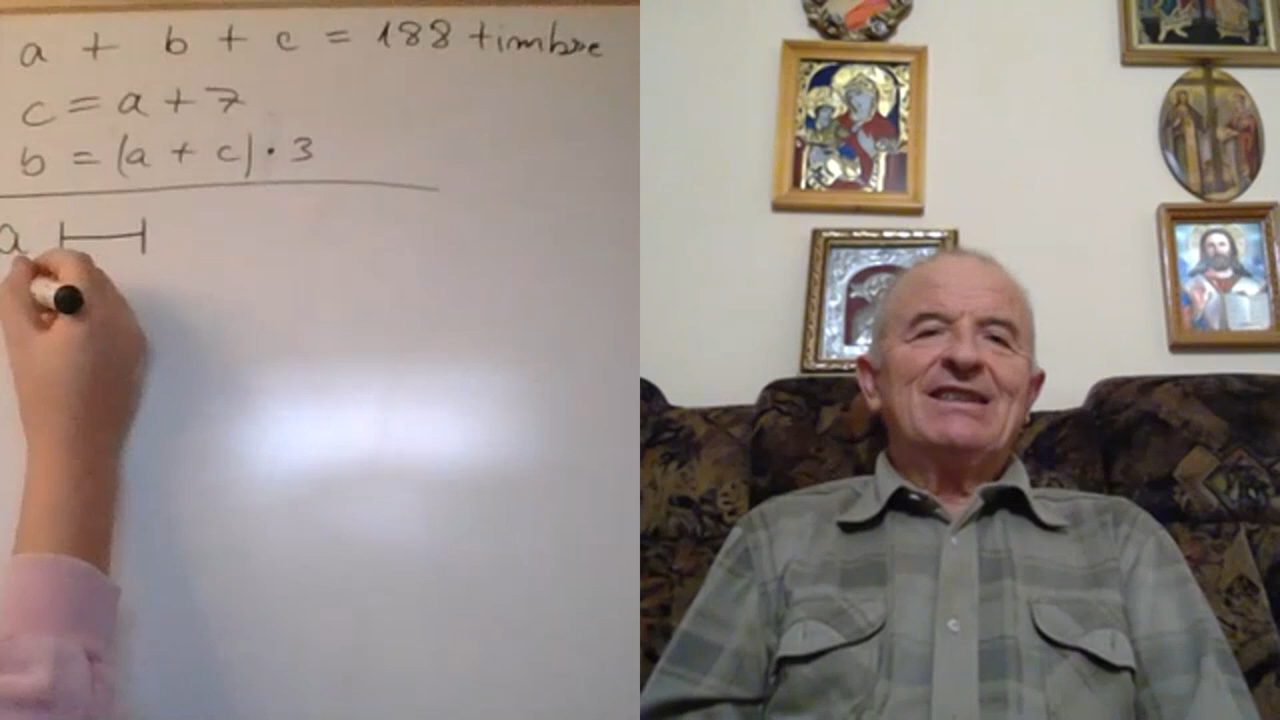 a + b + c = 188 timbre
c = a + 7
b = (a + c) · 3
a